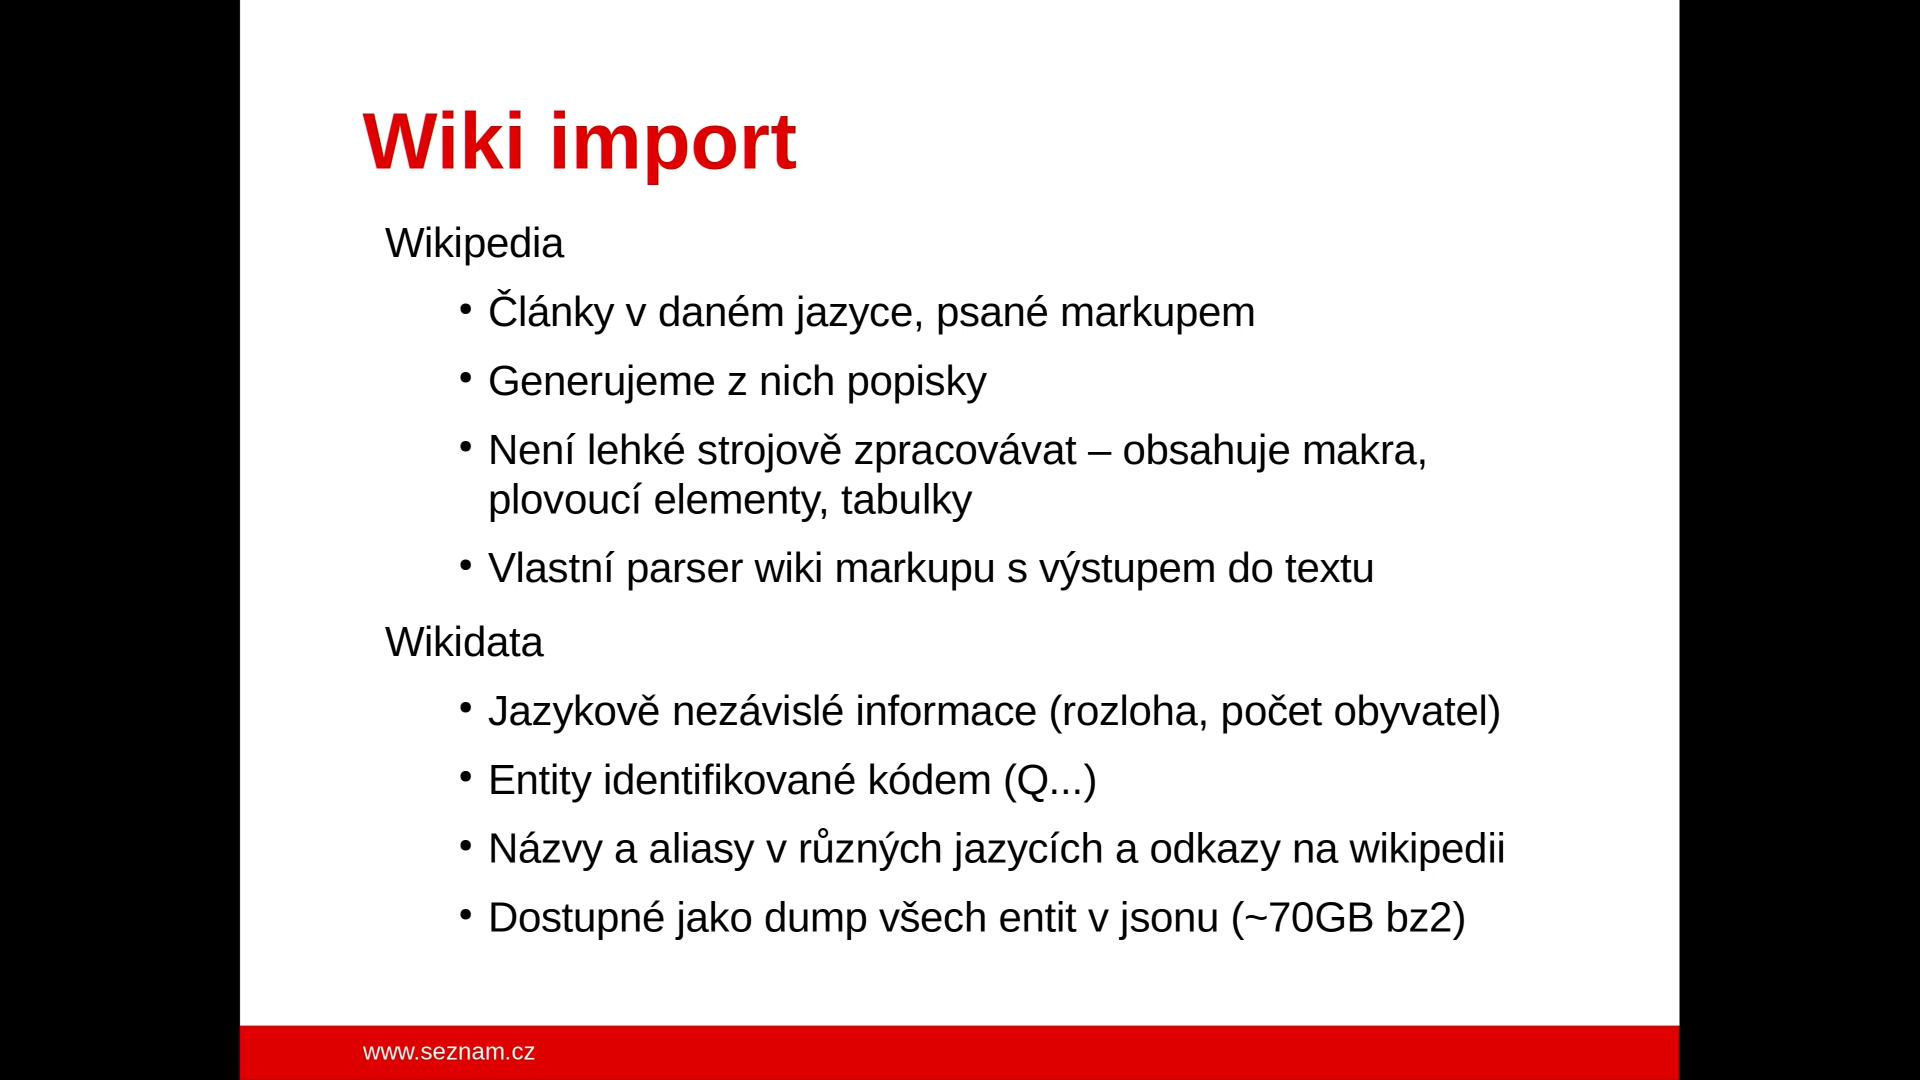 Wiki import
Wikipedia
• Články v daném jazyce, psané markupem
• Generujeme z nich popisky
• Není lehké strojově zpracovávat – obsahuje makra,
plovoucí elementy, tabulky
• Vlastní parser wiki markupu s výstupem do textu
Wikidata
• Jazykově nezávislé informace (rozloha, počet obyvatel)
• Entity identifikované kódem (Q...)
• Názvy a aliasy v různých jazycích a odkazy na wikipedii
• Dostupné jako dump všech entit v jsonu (~70GB bz2)
www.seznam.cz